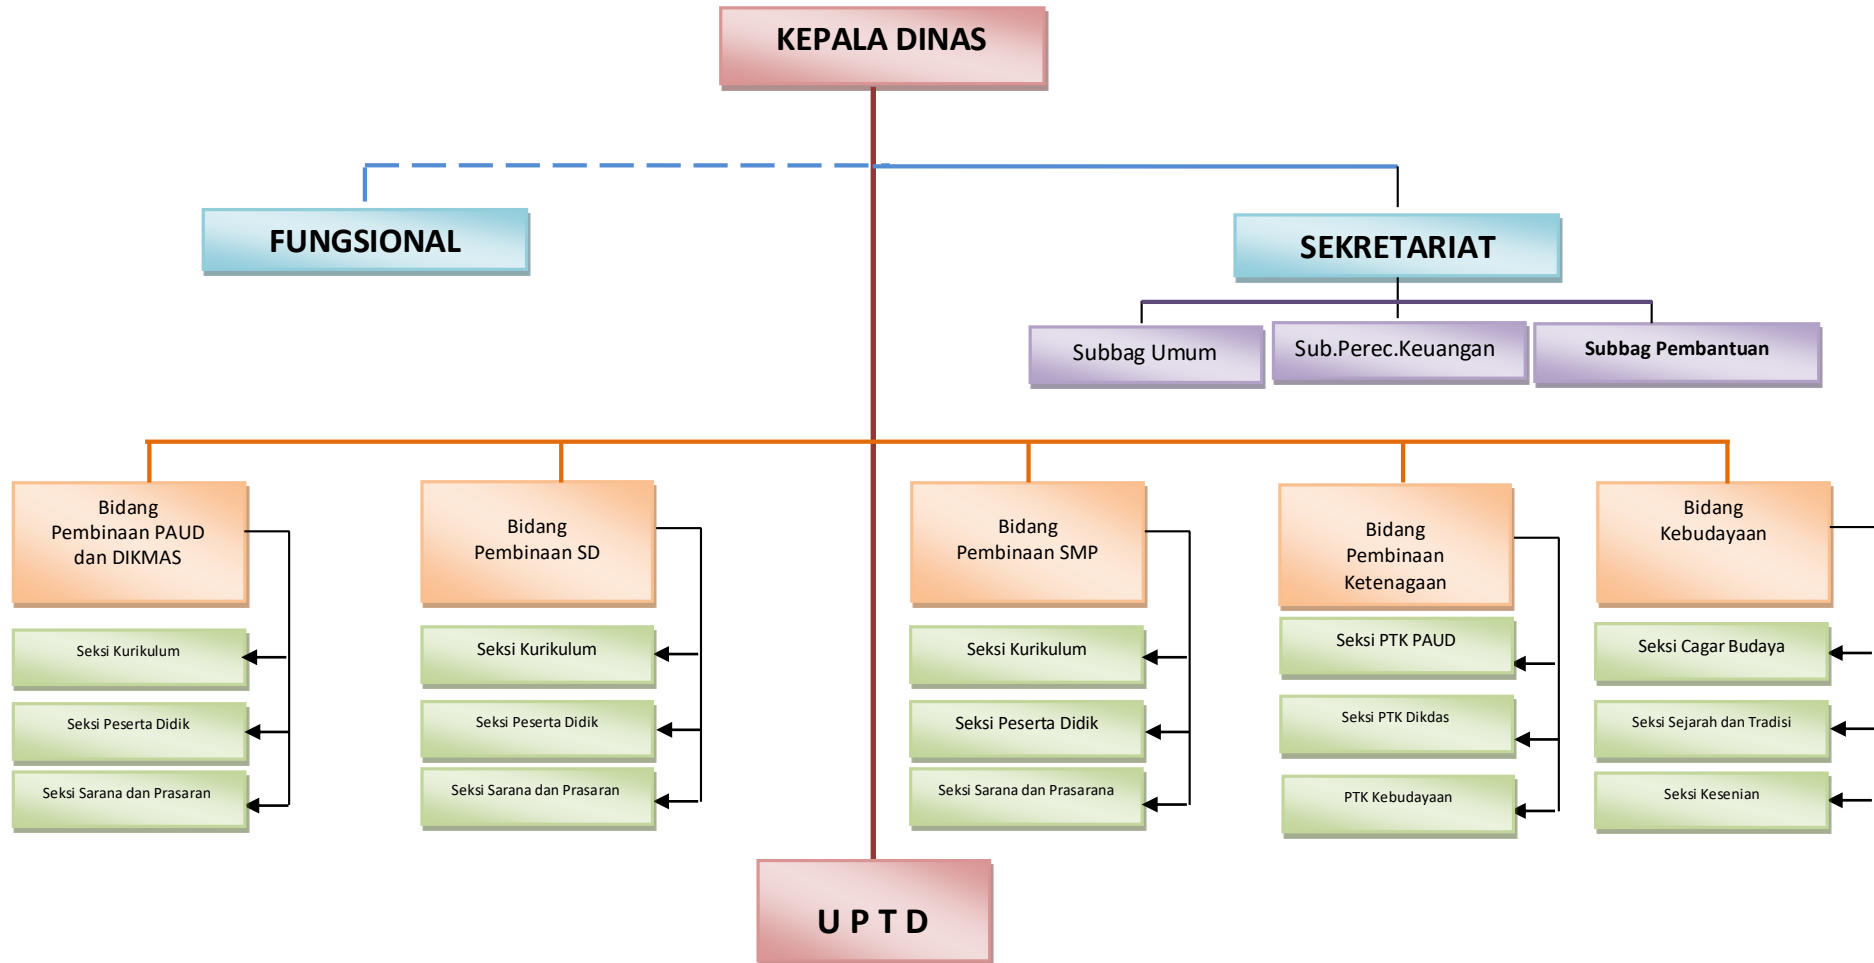 KEPALA DINAS
FUNGSIONAL
SEKRETARIAT
Subbag Umum
Sub.Perec.Keuangan
Subbag Pembantuan
Bidang
Pembinaan PAUD
dan DIKMAS
Bidang
Pembinaan SD
Bidang
Pembinaan SMP
Bidang
Pembinaan
Ketenagaan
Bidang
Kebudayaan
Seksi Kurikulum
Seksi Kurikulum
Seksi Kurikulum
Seksi PTK PAUD
Seksi Cagar Budaya
Seksi Peserta Didik
Seksi Peserta Didik
Seksi Peserta Didik
Seksi PTK Dikdas
Seksi Sejarah dan Tradisi
Seksi Sarana dan Prasaran
Seksi Sarana dan Prasaran
Seksi Sarana dan Prasarana
PTK Kebudayaan
Seksi Kesenian
U P T D